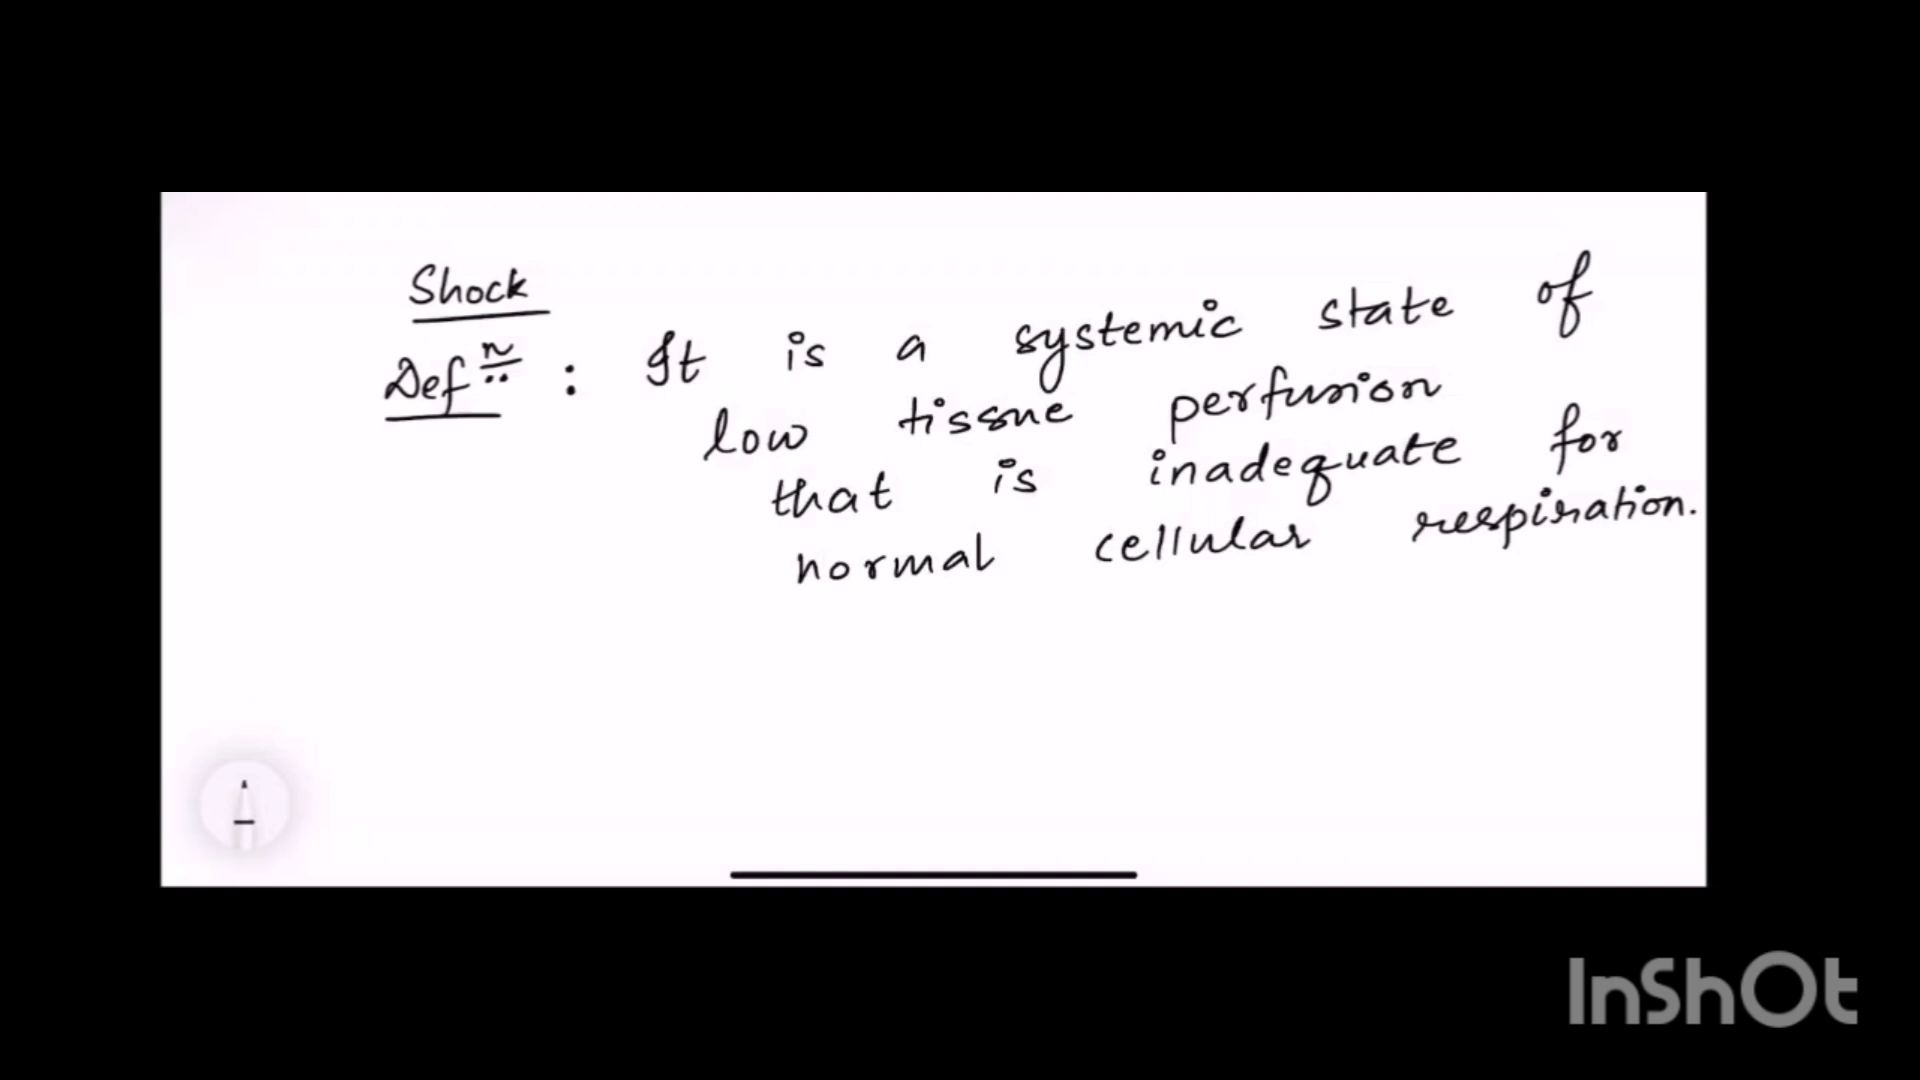 Shock
Defⁿ : It is a systemic state of
low tissue perfusion
that is inadequate for
normal cellular respiration.
InShOt